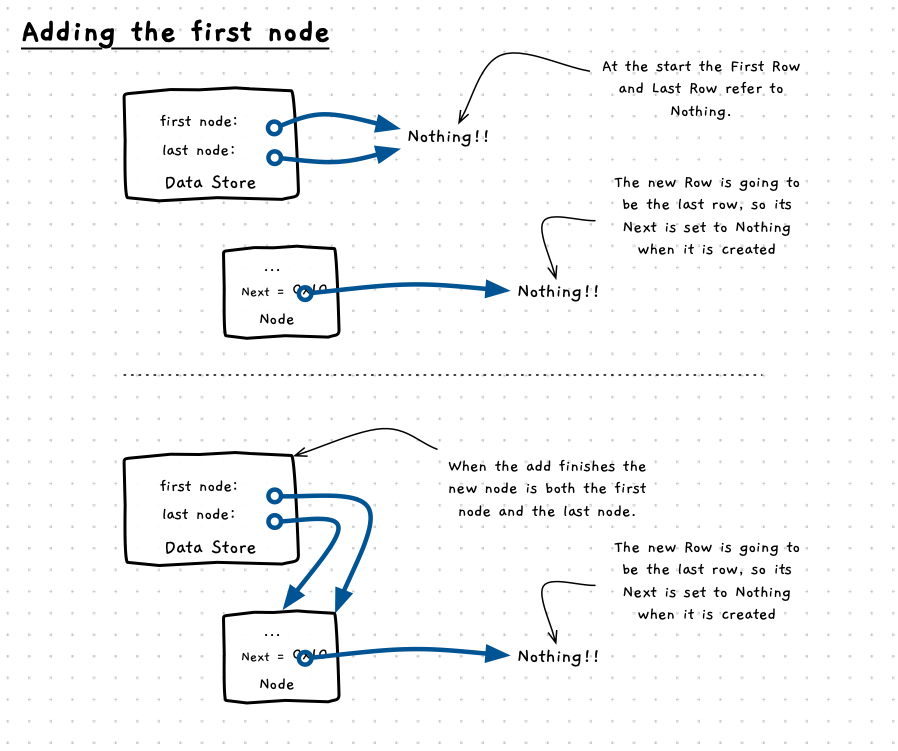 Adding the first node
At the start the First Row
and Last Row refer to
Nothing.
first node:
last node:
Data Store
Nothing!!
The new Row is going to
be the last row, so its
Next is set to Nothing
when it is created
...
Next =
Node
Nothing!!
first node:
last node:
Data Store
When the add finishes the
new node is both the first
node and the last node.
The new Row is going to
be the last row, so its
Next is set to Nothing
when it is created
...
Next =
Node
Nothing!!